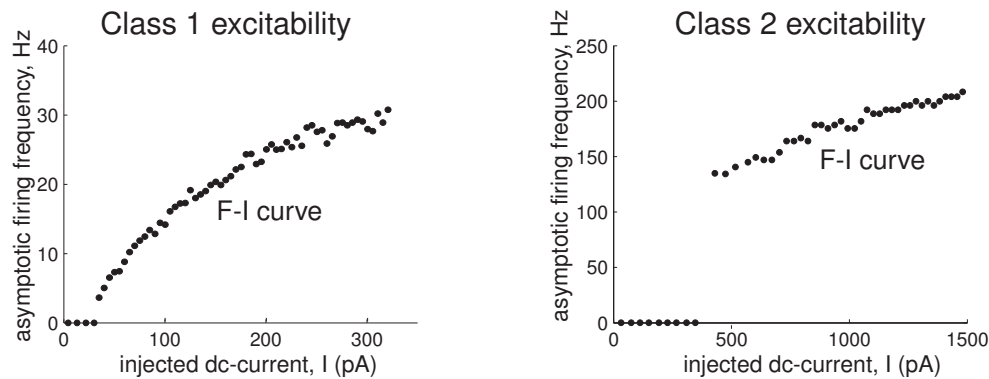 Class 1 excitability
asymptotic firing frequency, Hz
40
30
20
10
0
F-I curve
0 100 200 300
injected dc-current, I (pA)
Class 2 excitability
asymptotic firing frequency, Hz
250
200
150
100
50
0
F-I curve
0 500 1000 1500
injected dc-current, I (pA)